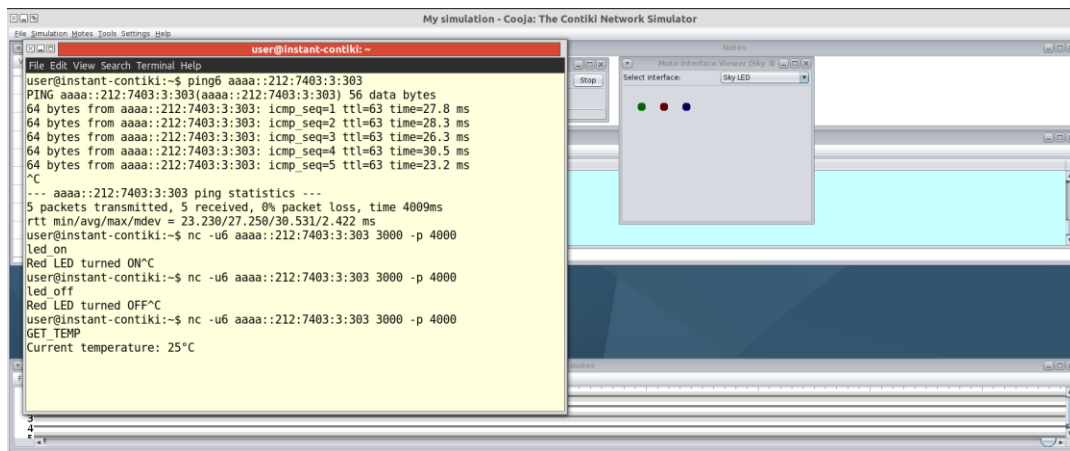 My simulation - Cooja: The Contiki Network Simulator
File Simulation Motes Tools Settings Help
user@instant-contiki: ~
File Edit View Search Terminal Help
user@instant-contiki:~$ ping6 aaaa::212:7403:3:303
PING aaaa::212:7403:3:303(aaaa::212:7403:3:303) 56 data bytes
64 bytes from aaaa::212:7403:3:303: icmp_seq=1 ttl=63 time=27.8 ms
64 bytes from aaaa::212:7403:3:303: icmp_seq=2 ttl=63 time=28.3 ms
64 bytes from aaaa::212:7403:3:303: icmp_seq=3 ttl=63 time=26.3 ms
64 bytes from aaaa::212:7403:3:303: icmp_seq=4 ttl=63 time=30.5 ms
64 bytes from aaaa::212:7403:3:303: icmp_seq=5 ttl=63 time=23.2 ms
^C
--- aaaa::212:7403:3:303 ping statistics ---
5 packets transmitted, 5 received, 0% packet loss, time 4009ms
rtt min/avg/max/mdev = 23.230/27.250/30.531/2.422 ms
user@instant-contiki:~$ nc -u6 aaaa::212:7403:3:303 3000 -p 4000
led_on
Red LED turned ON^C
user@instant-contiki:~$ nc -u6 aaaa::212:7403:3:303 3000 -p 4000
led_off
Red LED turned OFF^C
user@instant-contiki:~$ nc -u6 aaaa::212:7403:3:303 3000 -p 4000
GET_TEMP
Current temperature: 25°C
Stop
Notes
Mote Interface Viewer (Sky
Select interface:
Sky LED
motes
3
4
5